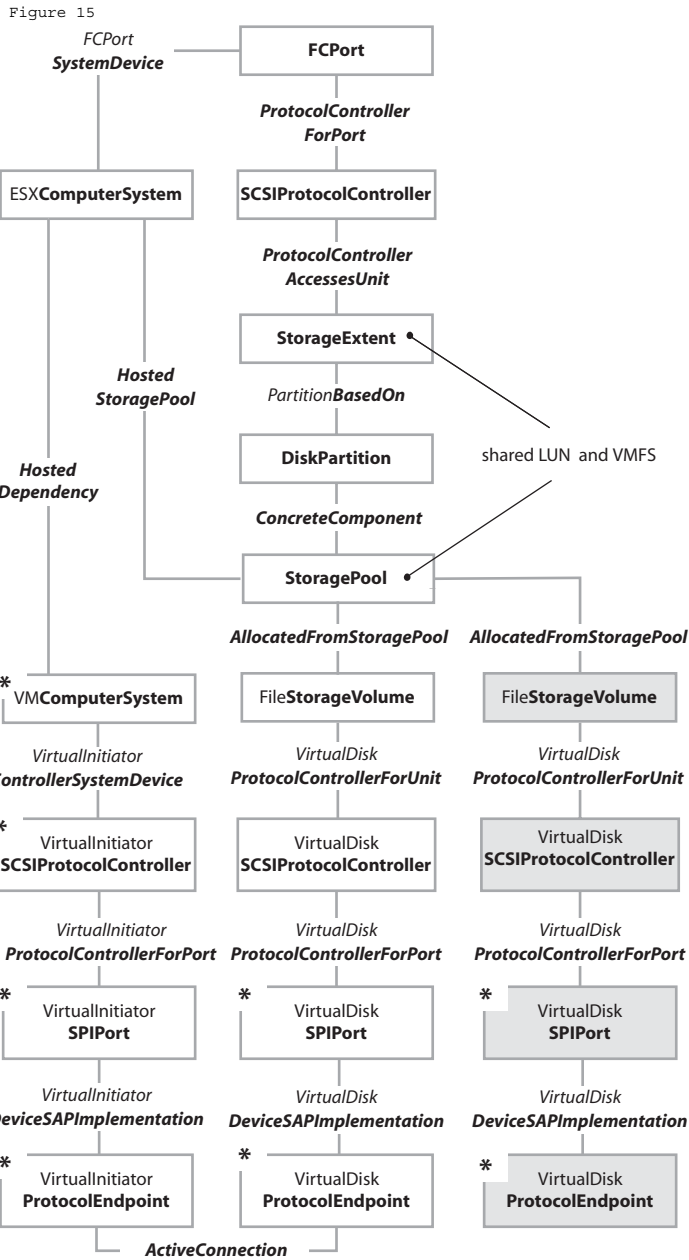 Figure 15
FCPort
SystemDevice
FCPort
ProtocolController
ForPort
ESXComputerSystem
SCSIProtocolController
ProtocolController
AccessesUnit
StorageExtent
Hosted
StoragePool
PartitionBasedOn
shared LUN and VMFS
DiskPartition
Hosted
Dependency
ConcreteComponent
StoragePool
AllocatedFromStoragePool
AllocatedFromStoragePool
*
VMComputerSystem
FileStorageVolume
FileStorageVolume
VirtualInitiator
ControllerSystemDevice
VirtualDisk
ProtocolControllerForUnit
VirtualDisk
ProtocolControllerForUnit
*
VirtualInitiator
SCSIProtocolController
VirtualDisk
SCSIProtocolController
VirtualDisk
SCSIProtocolController
VirtualInitiator
ProtocolControllerForPort
VirtualDisk
ProtocolControllerForPort
VirtualDisk
ProtocolControllerForPort
*
VirtualInitiator
SPIPort
*
VirtualDisk
SPIPort
*
VirtualDisk
SPIPort
VirtualInitiator
DeviceSAPImplementation
VirtualDisk
DeviceSAPImplementation
VirtualDisk
DeviceSAPImplementation
*
VirtualInitiator
ProtocolEndpoint
*
VirtualDisk
ProtocolEndpoint
*
VirtualDisk
ProtocolEndpoint
ActiveConnection